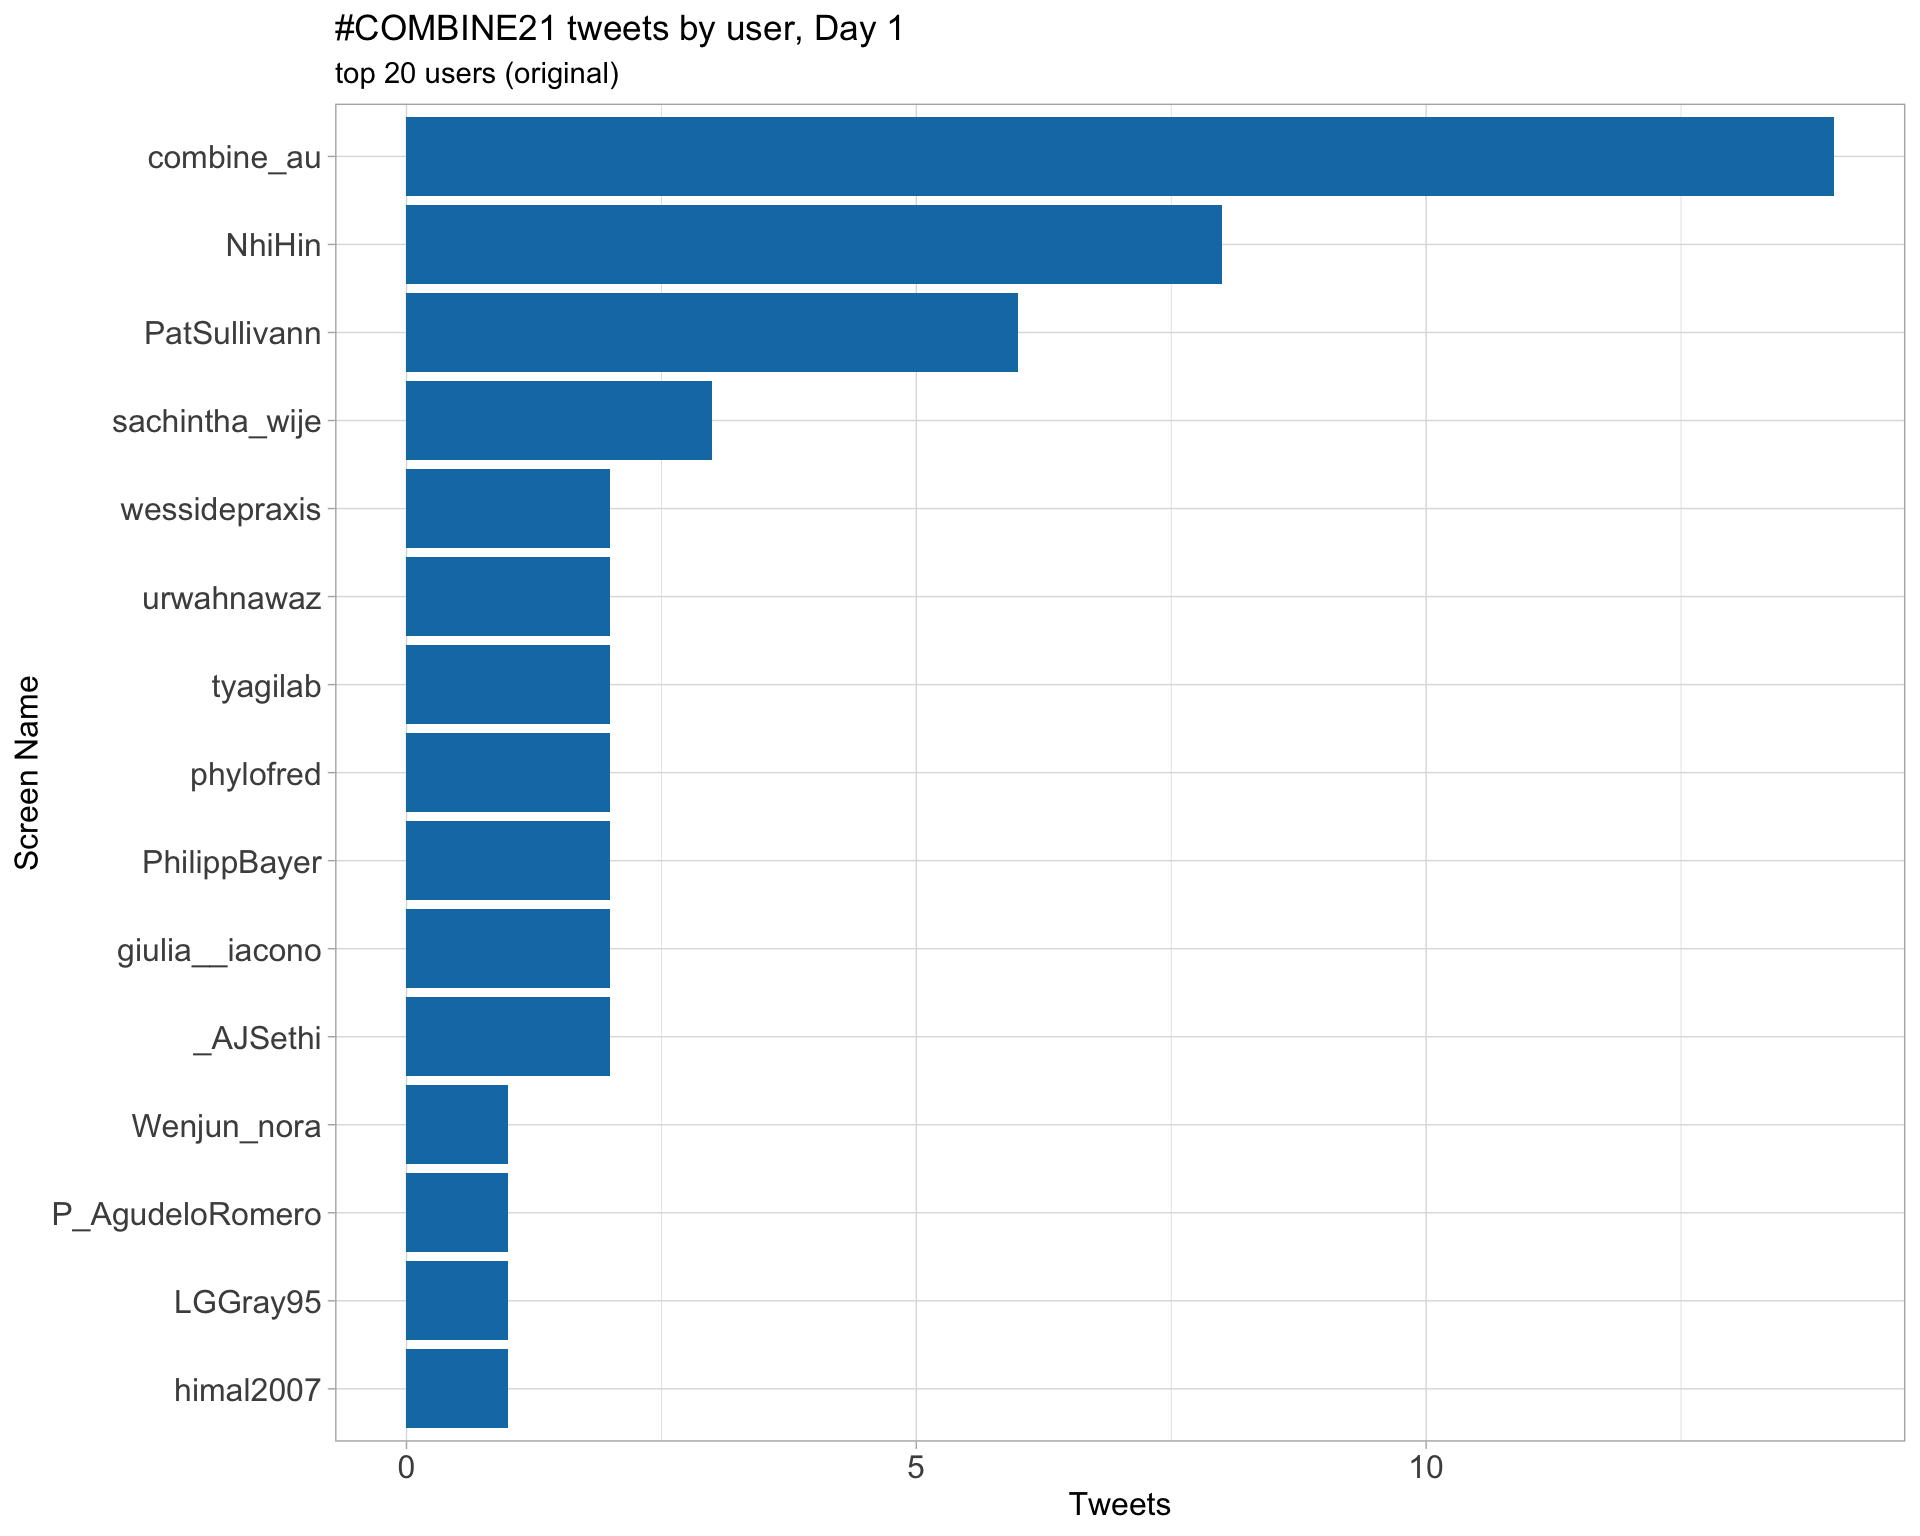 #COMBINE21 tweets by user, Day 1
top 20 users (original)
combine_au
NhiHin
PatSullivann
sachintha_wije
wessidepraxis
urwahnawaz
tyagilab
phylofred
PhilippBayer
giulia__iacono
_AJSethi
Wenjun_nora
P_AgudeloRomero
LGGray95
himal2007
Screen Name
0 5 10
Tweets